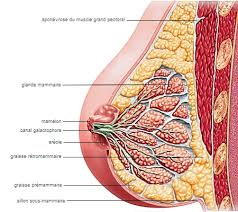 aponévrose du muscle grand pectoral
glande mammaire
mamelon
canal galactophore
aréole
graisse rétromammaire
graisse prémammaire
sillon sous-mammaire